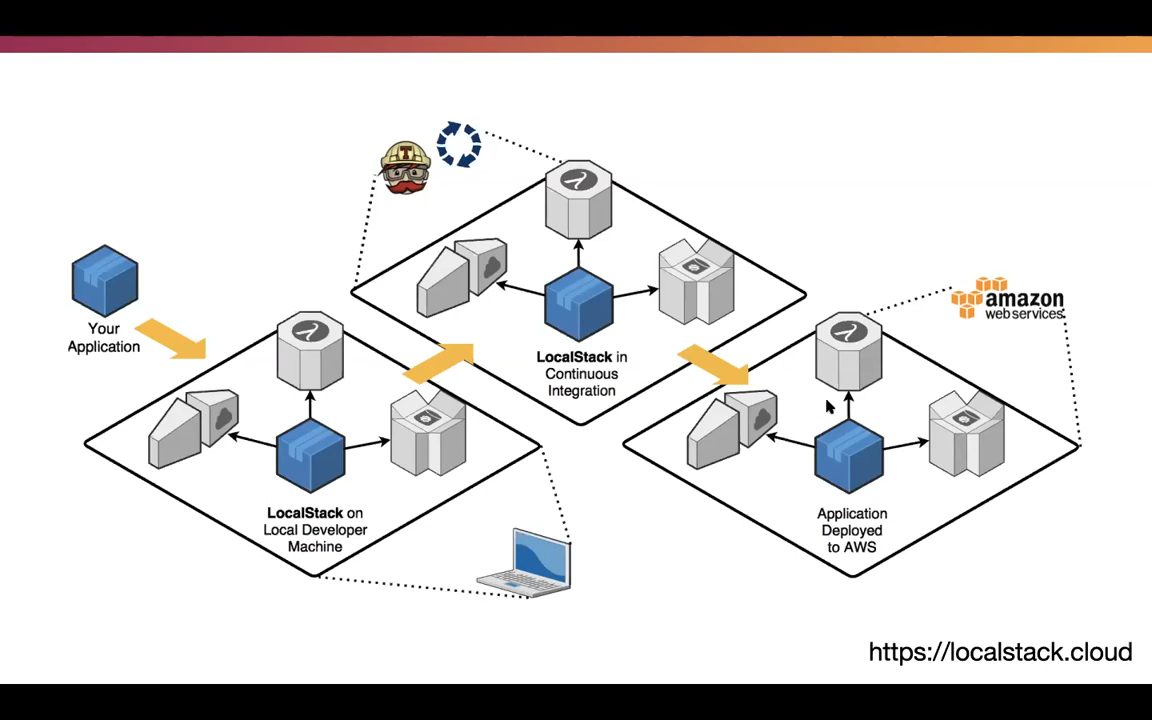 T
λ
Your
Application
LocalStack in
Continuous
Integration
λ
amazon
web services
λ
LocalStack on
Local Developer
Machine
Application
Deployed
to AWS
https://localstack.cloud